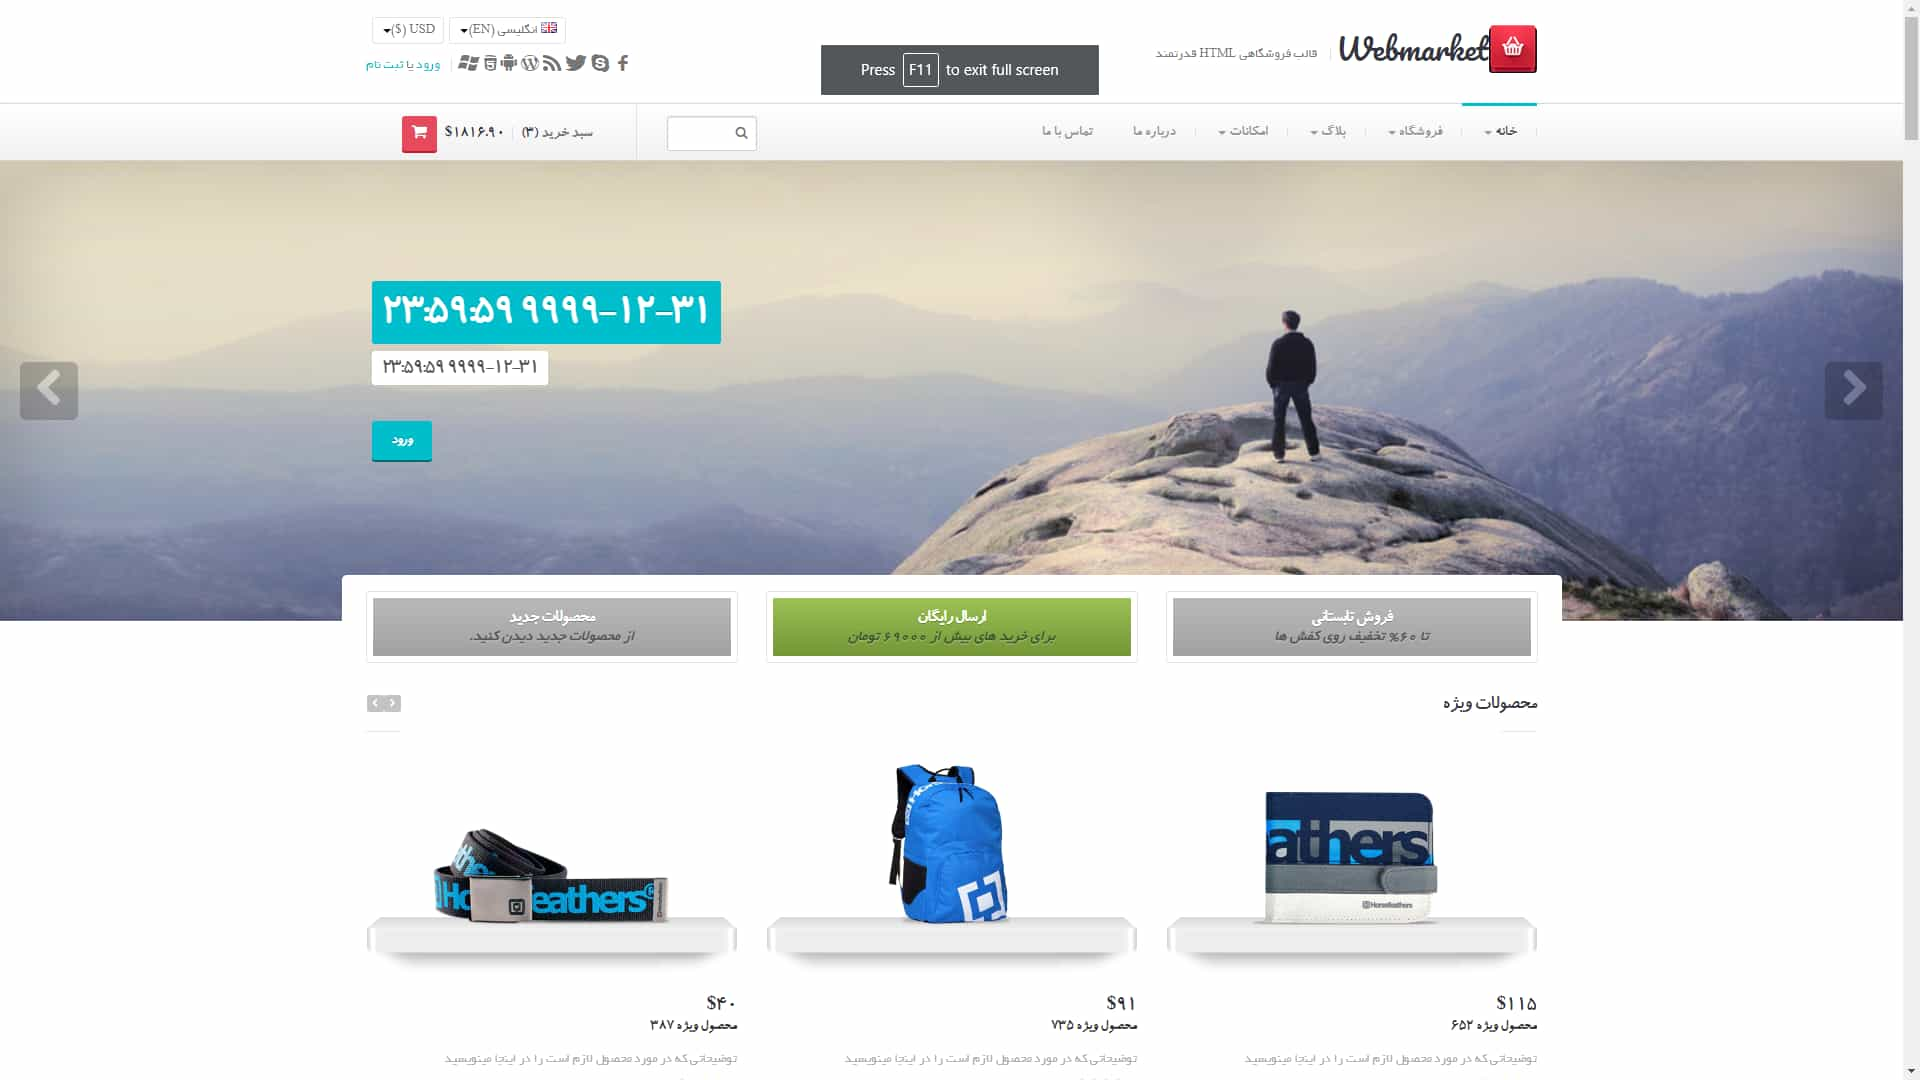 Webmarket
قالب فروشگاهی HTML قدرتمند
Press F11 to exit full screen
انگلیسی (EN)
USD ($)
ورود یا ثبت نام
خانه
فروشگاه
بلاگ
امکانات
درباره ما
تماس با ما
سبد خرید (۳)
$۱۸۱۶.۹۰
۲۳:۵۹:۵۹ ۹۹۹۹-۱۲-۳۱
۲۳:۵۹:۵۹ ۹۹۹۹-۱۲-۳۱
ورود
فروش تابستانی
تا ۶۰% تخفیف روی کفش ها
ارسال رایگان
برای خرید های بیش از ۶۹۰۰۰ تومان
محصولات جدید
از محصولات جدید دیدن کنید.
محصولات ویژه
athers
Horsefeathers
Ho
eathers
$۱۱۵
محصول ویژه ۶۵۲
توضیحاتی که در مورد محصول لازم است را در اینجا مینویسید
$۹۱
محصول ویژه ۷۳۵
توضیحاتی که در مورد محصول لازم است را در اینجا مینویسید
$۴۰
محصول ویژه ۳۸۷
توضیحاتی که در مورد محصول لازم است را در اینجا مینویسید